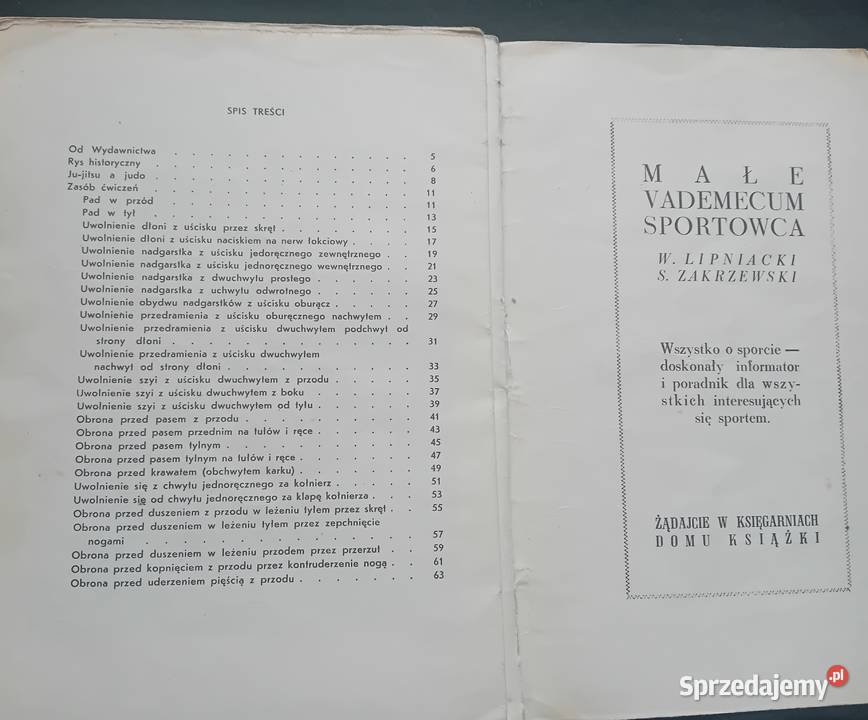 SPIS TREŚCI
Od Wydawnictwa . . . . . . . . . . . . . . . 5
Rys historyczny . . . . . . . . . . . . . . . 6
Ju-jitsu a judo . . . . . . . . . . . . . . . 8
Zasób ćwiczeń . . . . . . . . . . . . . . . 11
Pad w przód . . . . . . . . . . . . . . . 11
Pad w tył . . . . . . . . . . . . . . . 13
Uwolnienie dłoni z uścisku przez skręt . . . . . . . . 15
Uwolnienie dłoni z uścisku naciskiem na nerw łokciowy . . . . 17
Uwolnienie nadgarstka z uścisku jedoręcznego zewnętrznego . . 19
Uwolnienie nadgarstka z uścisku jednoręcznego wewnętrznego . . 21
Uwolnienie nadgarstka z dwuchwytu prostego . . . . . . 23
Uwolnienie nadgarstka z uchwytu odwrotnego . . . . . . 25
Uwolnienie obydwu nadgarstków z uścisku oburącz . . . . . 27
Uwolnienie przedramienia z uścisku oburęcznego nachwytem . . 29
Uwolnienie przedramienia z uścisku dwuchwytem podchwyt od
strony dłoni . . . . . . . . . . . . . 31
Uwolnienie przedramienia z uścisku dwuchwytem
nachwyt od strony dłoni . . . . . . . . . . 33
Uwolnienie szyi z uścisku dwuchwytem z przodu . . . . . 35
Uwolnienie szyi z uścisku dwuchwytem z boku . . . . . . 37
Uwolnienie szyi z uścisku dwuchwytem od tyłu . . . . . . 39
Obrona przed pasem z przodu . . . . . . . . . 41
Obrona przed pasem przednim na tułów i ręce . . . . . . 43
Obrona przed pasem tylnym . . . . . . . . . . 45
Obrona przed pasem tylnym na tułów i ręce . . . . . . 47
Obrona przed krawatem (obchwytem karku) . . . . . . 49
Uwolnienie się z chwytu jednoręcznego za kołnierz . . . . . 51
Uwolnienie się od chwytu jednoręcznego za klapę kołnierza . . 53
Obrona przed duszeniem z przodu w leżeniu tyłem przez skręt . . 55
Obrona przed duszeniem w leżeniu tyłem przez zepchnięcie
nogami . . . . . . . . . . . . . . 57
Obrona przed duszeniem w leżeniu przodem przez przerzut . . 59
Obrona przed kopnięciem z przodu przez kontruderzenie nogą . . 61
Obrona przed uderzeniem pięścią z przodu . . . . . . . 63
MAŁE
VADEMECUM
SPORTOWCA
W. LIPNIACKI
S. ZAKRZEWSKI
Wszystko o sporcie —
doskonały informator
i poradnik dla wszy-
stkich interesujących
się sportem.
ŻĄDAJCIE W KSIĘGARNIACH
DOMU KSIĄŻKI
Sprzedajemy.pl